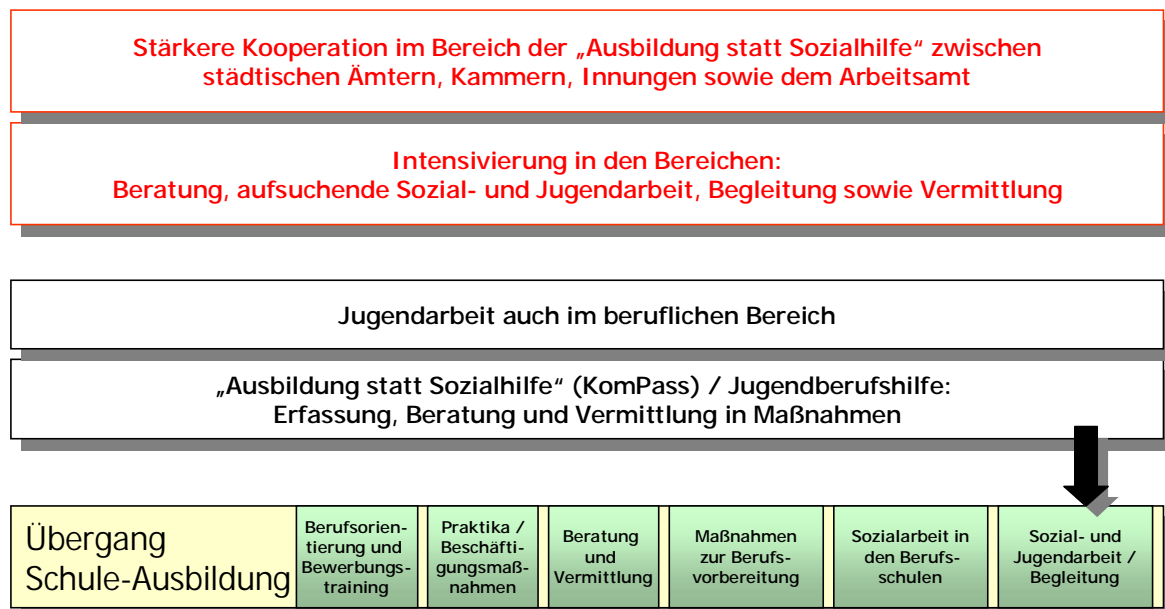 Stärkere Kooperation im Bereich der „Ausbildung statt Sozialhilfe“ zwischen
städtischen Ämtern, Kammern, Innungen sowie dem Arbeitsamt
Intensivierung in den Bereichen:
Beratung, aufsuchende Sozial- und Jugendarbeit, Begleitung sowie Vermittlung
Jugendarbeit auch im beruflichen Bereich
„Ausbildung statt Sozialhilfe“ (KomPass) / Jugendberufshilfe:
Erfassung, Beratung und Vermittlung in Maßnahmen
Übergang
Schule-Ausbildung
Berufsorien-
tierung und
Bewerbungs-
training
Praktika /
Beschäfti-
gungsmaß-
nahmen
Beratung
und
Vermittlung
Maßnahmen
zur Berufs-
vorbereitung
Sozialarbeit in
den Berufs-
schulen
Sozial- und
Jugendarbeit /
Begleitung